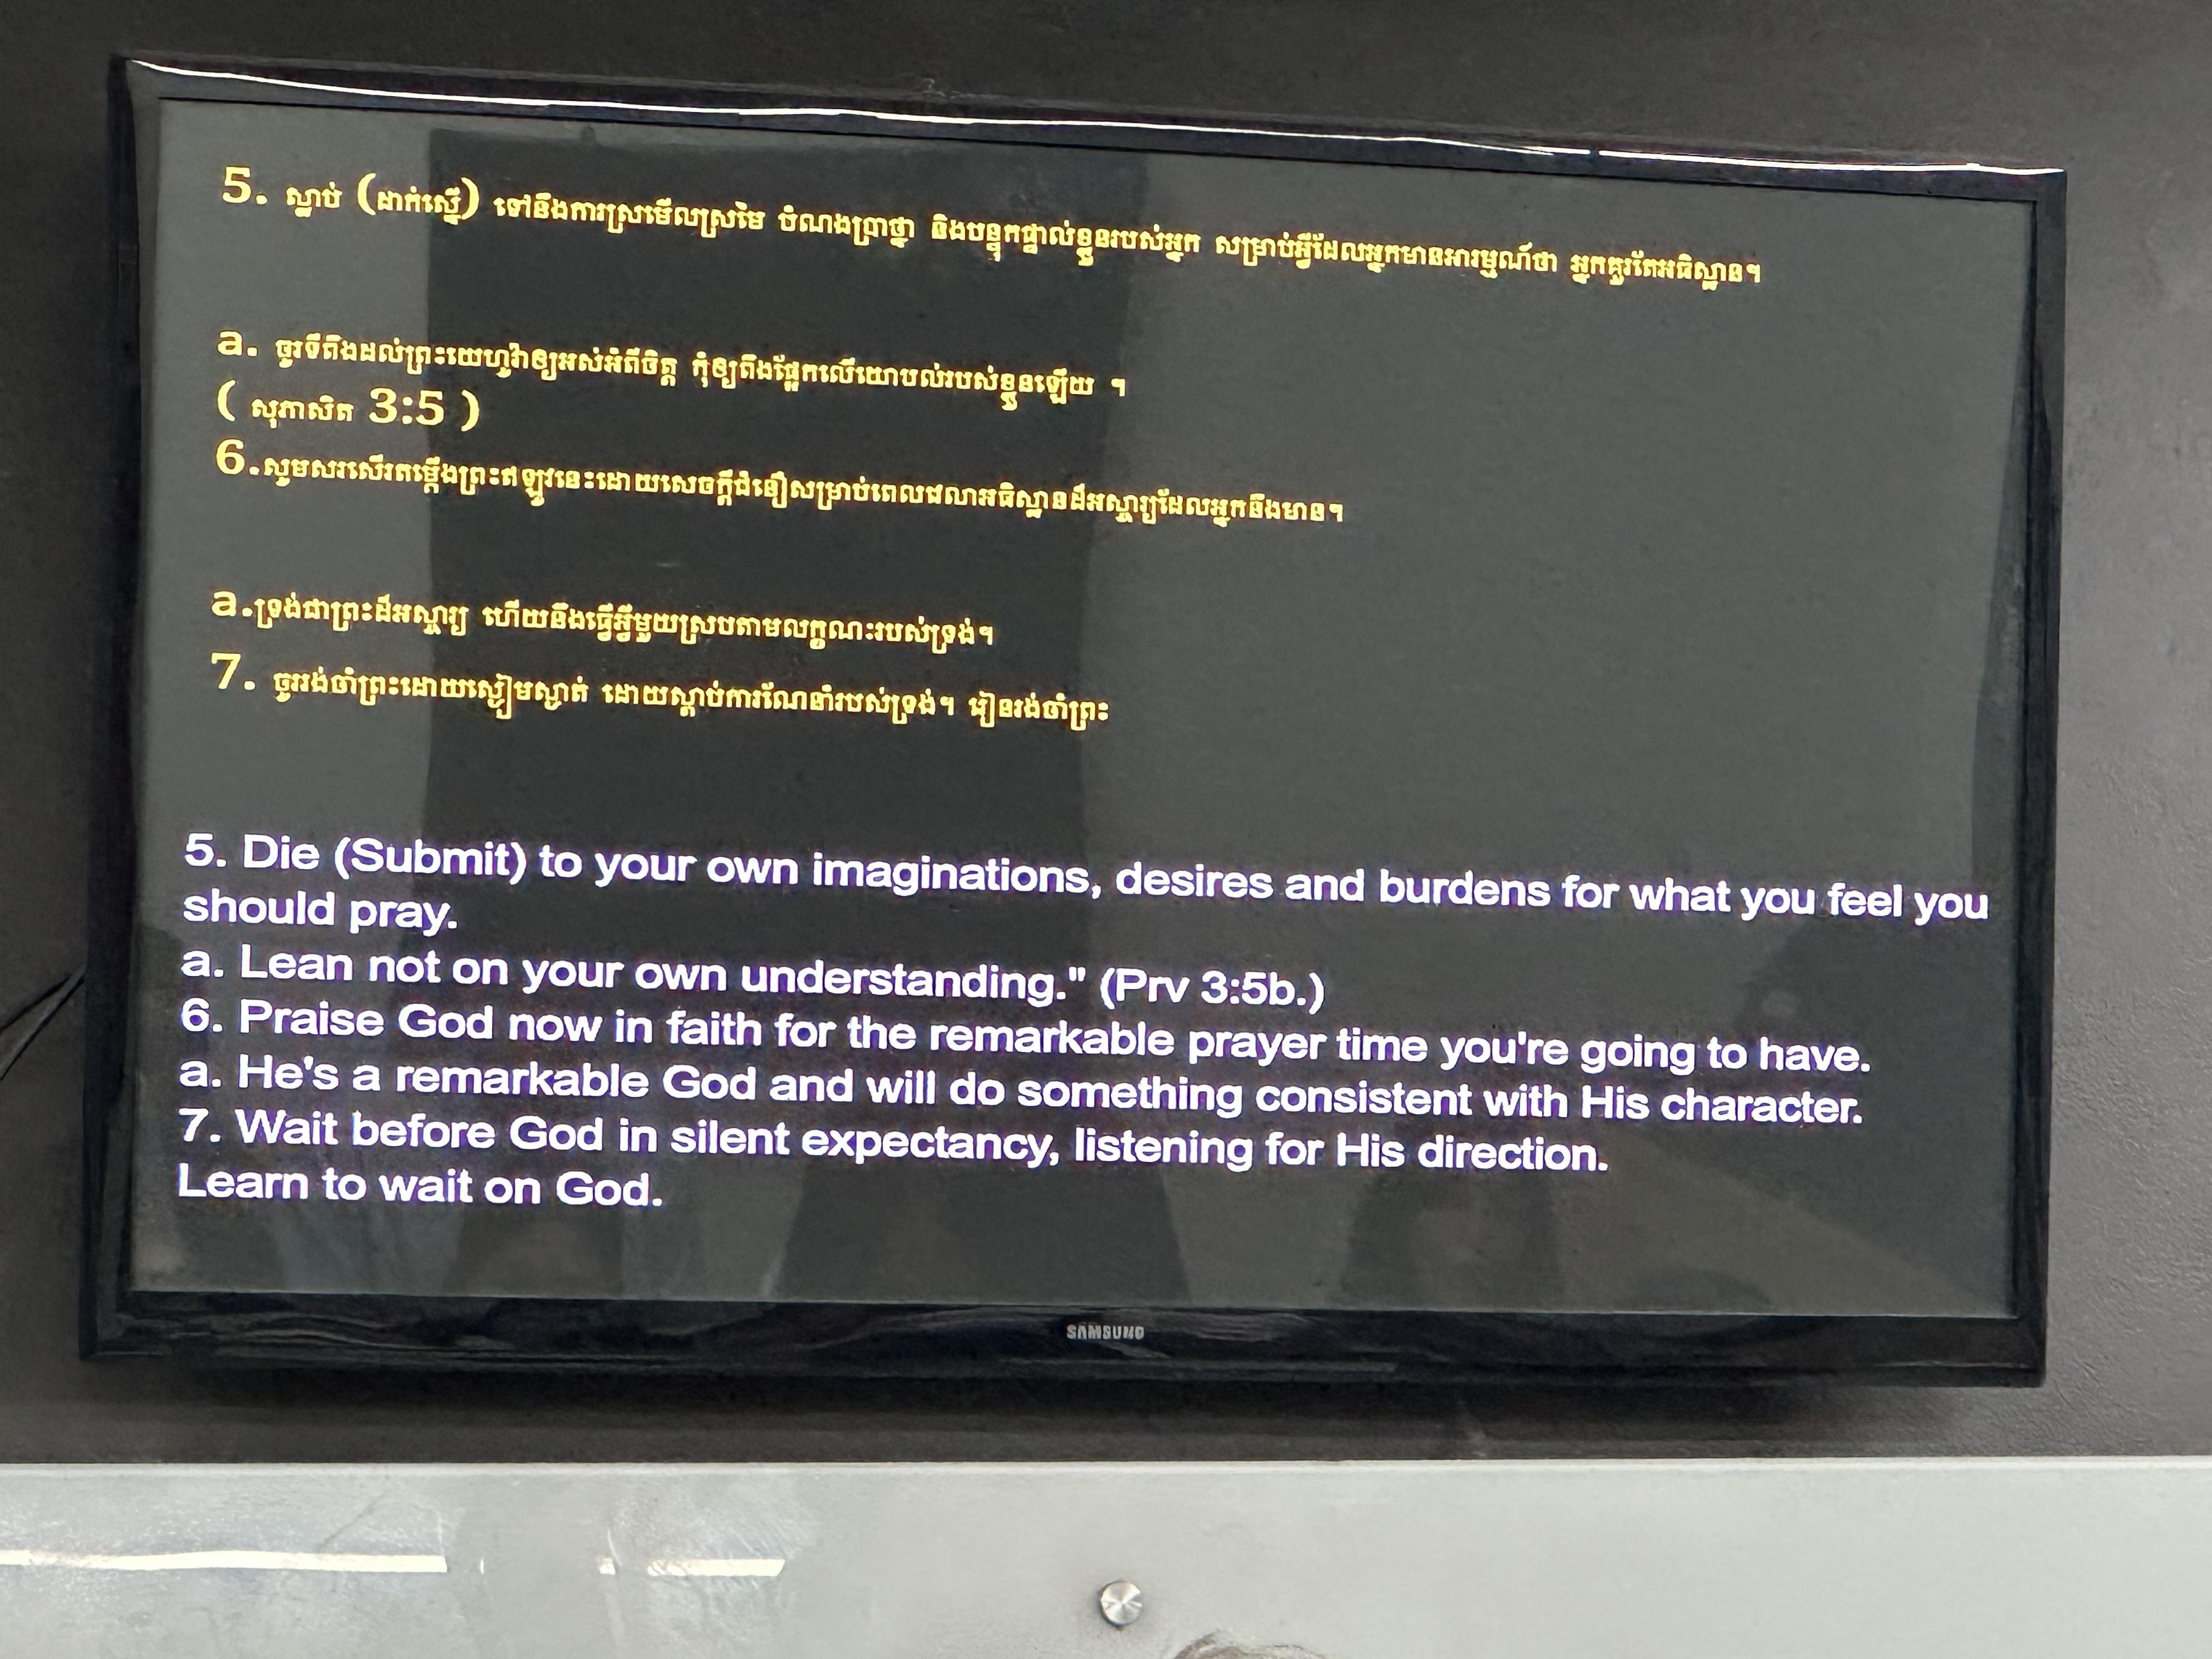 5. ស្លាប់ (ដាក់ស្នើ) ទៅនឹងការស្រមើលស្រមៃ បំណងប្រាថ្នា និងបន្ទុកផ្ទាល់ខ្លួនរបស់អ្នក សម្រាប់អ្វីដែលអ្នកមានអារម្មណ៍ថា អ្នកគួរតែអធិស្ឋាន។
a. ចូរទីពឹងដល់ព្រះយេហូវ៉ាឲ្យអស់អំពីចិត្ត កុំឲ្យពឹងផ្អែកលើយោបល់របស់ខ្លួនឡើយ ។
( សុភាសិត 3:5 )
6.សូមសរសើរតម្កើងព្រះឥឡូវនេះដោយសេចក្ដីជំនឿសម្រាប់ពេលវេលាអធិស្ឋានដ៏អស្ចារ្យដែលអ្នកនឹងមាន។
a.ទ្រង់ជាព្រះដ៏អស្ចារ្យ ហើយនឹងធ្វើអ្វីមួយស្របតាមលក្ខណៈរបស់ទ្រង់។
7. ចូររង់ចាំព្រះដោយស្ងៀមស្ងាត់ ដោយស្ដាប់ការណែនាំរបស់ទ្រង់។ រៀនរង់ចាំព្រះ
5. Die (Submit) to your own imaginations, desires and burdens for what you feel you
should pray.
a. Lean not on your own understanding." (Prv 3:5b.)
6. Praise God now in faith for the remarkable prayer time you're going to have.
a. He's a remarkable God and will do something consistent with His character.
7. Wait before God in silent expectancy, listening for His direction.
Learn to wait on God.
SAMSUNG